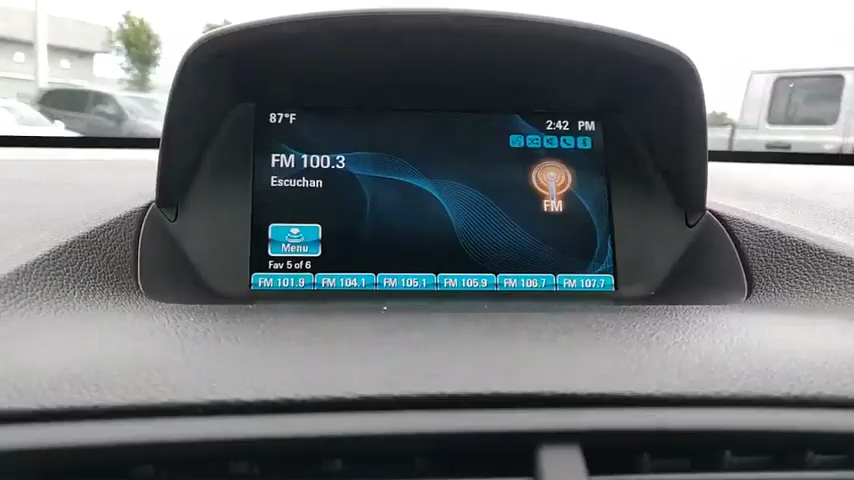 87°F
2:42 PM
FM 100.3
Escuchan
FM
Menu
Fav 5 of 6
FM 101.9
FM 104.1
FM 105.1
FM 105.9
FM 106.7
FM 107.7